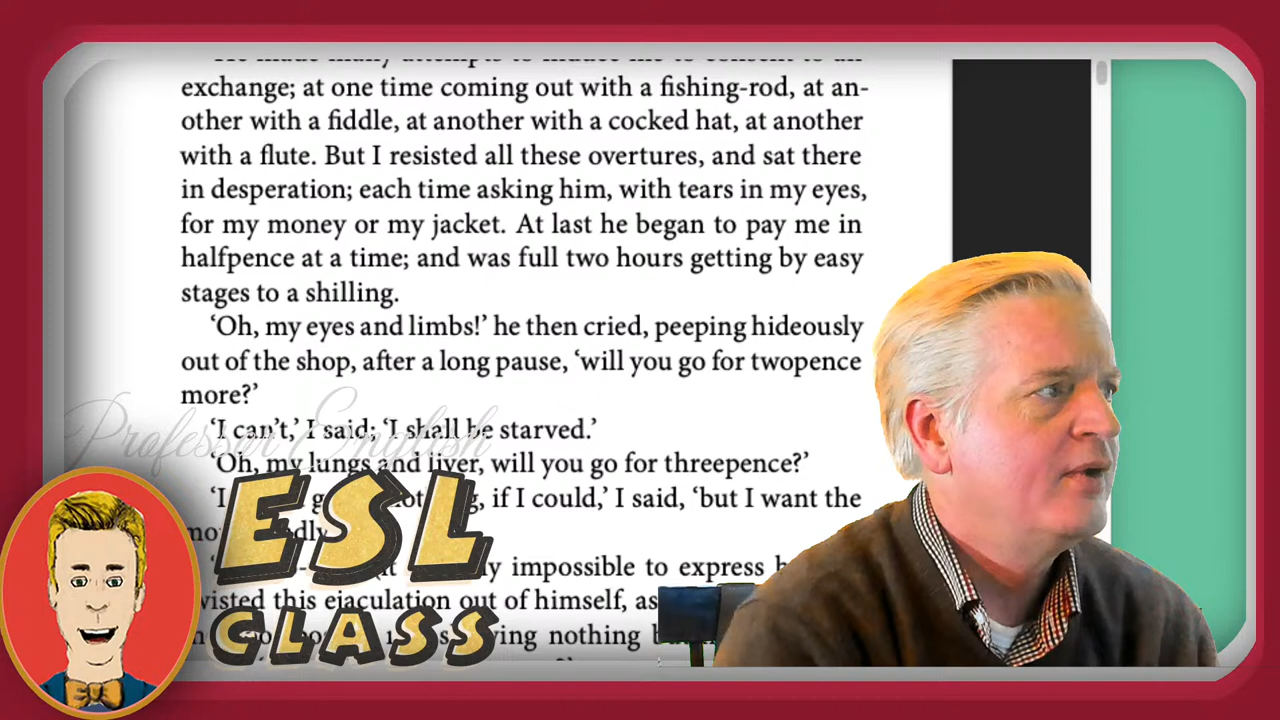 exchange; at one time coming out with a fishing-rod, at an-
other with a fiddle, at another with a cocked hat, at another
with a flute. But I resisted all these overtures, and sat there
in desperation; each time asking him, with tears in my eyes,
for my money or my jacket. At last he began to pay me in
halfpence at a time; and was full two hours getting by easy
stages to a shilling.
‘Oh, my eyes and limbs!’ he then cried, peeping hideously
out of the shop, after a long pause, ‘will you go for twopence
more?’
‘I can’t,’ I said; ‘I shall be starved.’
‘Oh, my lungs and liver, will you go for threepence?’
‘I if I could,’ I said, ‘but I want the
impossible to express
this ejaculation out of himself, as
nothing
Professor English
ESL
CLASS